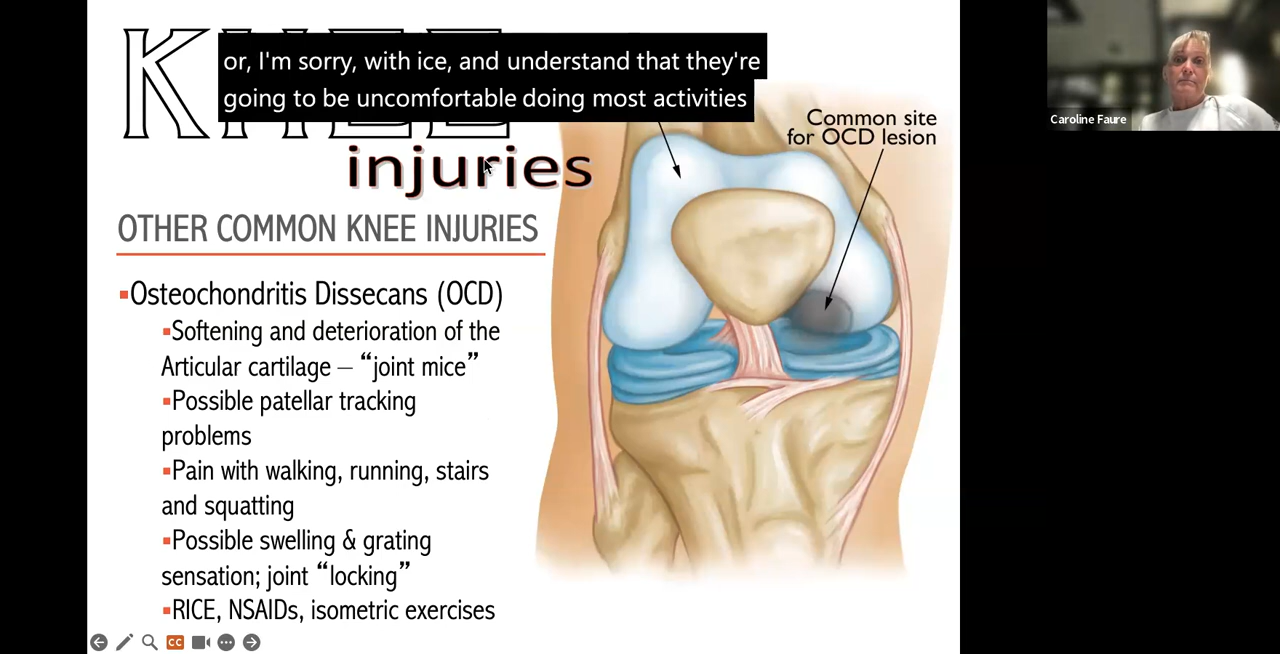 KNEE
or, I'm sorry, with ice, and understand that they're
going to be uncomfortable doing most activities
injuries
OTHER COMMON KNEE INJURIES
▪Osteochondritis Dissecans (OCD)
▪Softening and deterioration of the
Articular cartilage – “joint mice”
▪Possible patellar tracking
problems
▪Pain with walking, running, stairs
and squatting
▪Possible swelling & grating
sensation; joint “locking”
▪RICE, NSAIDs, isometric exercises
Common site
for OCD lesion
CC
Caroline Faure